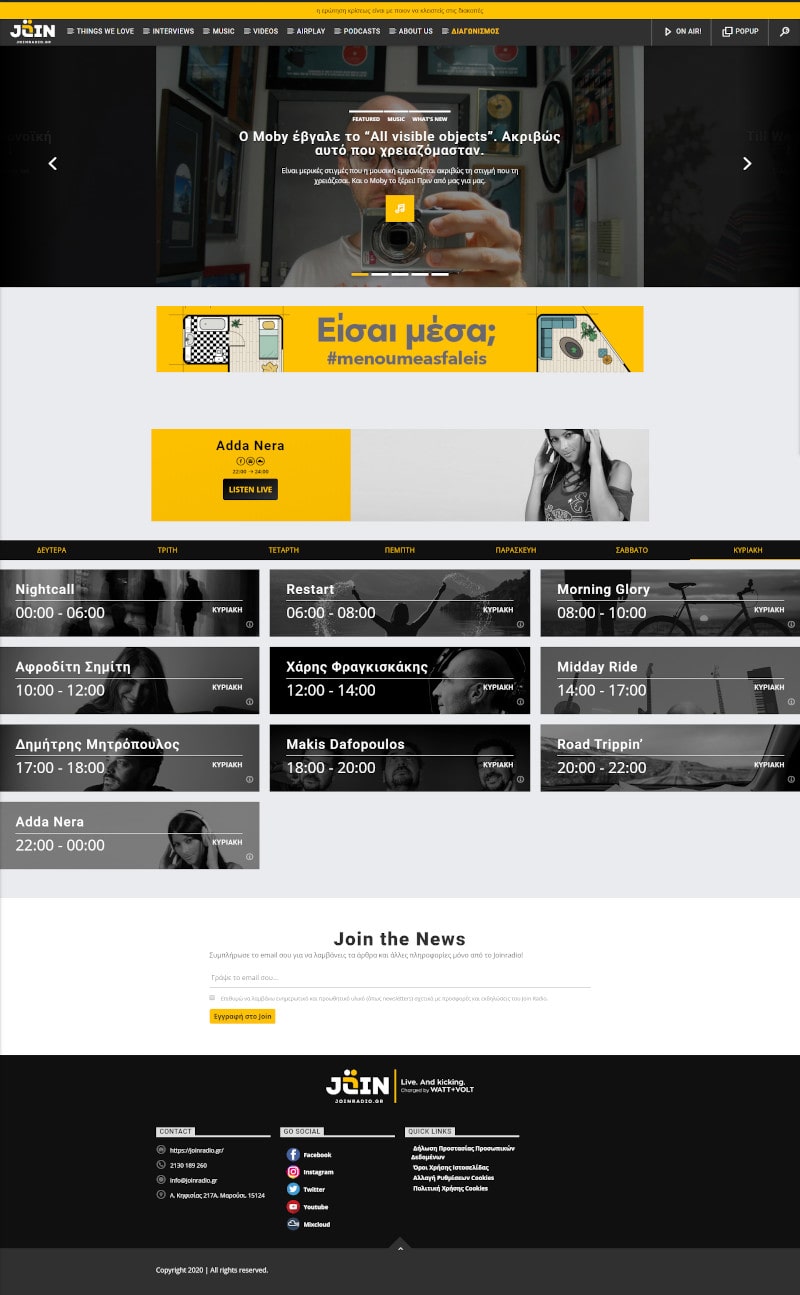 η ερώτηση κρίσεως είναι με ποιον να κλειστείς στις διακοπές
JOIN
JOINRADIO.GR
THINGS WE LOVE
INTERVIEWS
MUSIC
VIDEOS
AIRPLAY
PODCASTS
ABOUT US
ΔΙΑΓΩΝΙΣΜΟΣ
ON AIR!
POPUP
FEATURED MUSIC WHAT'S NEW
Ο Moby έβγαλε το “All visible objects”. Ακριβώς
αυτό που χρειαζόμασταν.
Είναι μερικές στιγμές που η μουσική εμφανίζεται ακριβώς τη στιγμή που τη
χρειάζεσαι. Και ο Moby το ξέρει! Πριν από μας για μας.
Είσαι μέσα;
#menoumeasfaleis
Adda Nera
22:00 -> 24:00
LISTEN LIVE
ΔΕΥΤΕΡΑ
ΤΡΙΤΗ
ΤΕΤΑΡΤΗ
ΠΕΜΠΤΗ
ΠΑΡΑΣΚΕΥΗ
ΣΑΒΒΑΤΟ
ΚΥΡΙΑΚΗ
Nightcall
00:00 - 06:00
ΚΥΡΙΑΚΗ
Restart
06:00 - 08:00
ΚΥΡΙΑΚΗ
Morning Glory
08:00 - 10:00
ΚΥΡΙΑΚΗ
Αφροδίτη Σημίτη
10:00 - 12:00
ΚΥΡΙΑΚΗ
Χάρης Φραγκισκάκης
12:00 - 14:00
ΚΥΡΙΑΚΗ
Midday Ride
14:00 - 17:00
ΚΥΡΙΑΚΗ
Δημήτρης Μητρόπουλος
17:00 - 18:00
ΚΥΡΙΑΚΗ
Makis Dafopoulos
18:00 - 20:00
ΚΥΡΙΑΚΗ
Road Trippin’
20:00 - 22:00
ΚΥΡΙΑΚΗ
Adda Nera
22:00 - 00:00
ΚΥΡΙΑΚΗ
Join the News
Συμπλήρωσε το email σου για να λαμβάνεις τα άρθρα και άλλες πληροφορίες μόνο από το Joinradio!
Γράψε το email σου...
Επιθυμώ να λαμβάνω ενημερωτικό και προωθητικό υλικό (όπως newsletters) σχετικά με προσφορές και εκδηλώσεις του Join Radio.
Εγγραφή στο Join
JOIN
JOINRADIO.GR
Live. And kicking.
Charged by WATT+VOLT
CONTACT
https://joinradio.gr/
2130 189 260
info@joinradio.gr
Λ. Κηφισίας 217Α, Μαρούσι, 15124
GO SOCIAL
Facebook
Instagram
Twitter
Youtube
Mixcloud
QUICK LINKS
Δήλωση Προστασίας Προσωπικών
Δεδομένων
Όροι Χρήσης Ιστοσελίδας
Αλλαγή Ρυθμίσεων Cookies
Πολιτική Χρήσης Cookies
Copyright 2020 | All rights reserved.